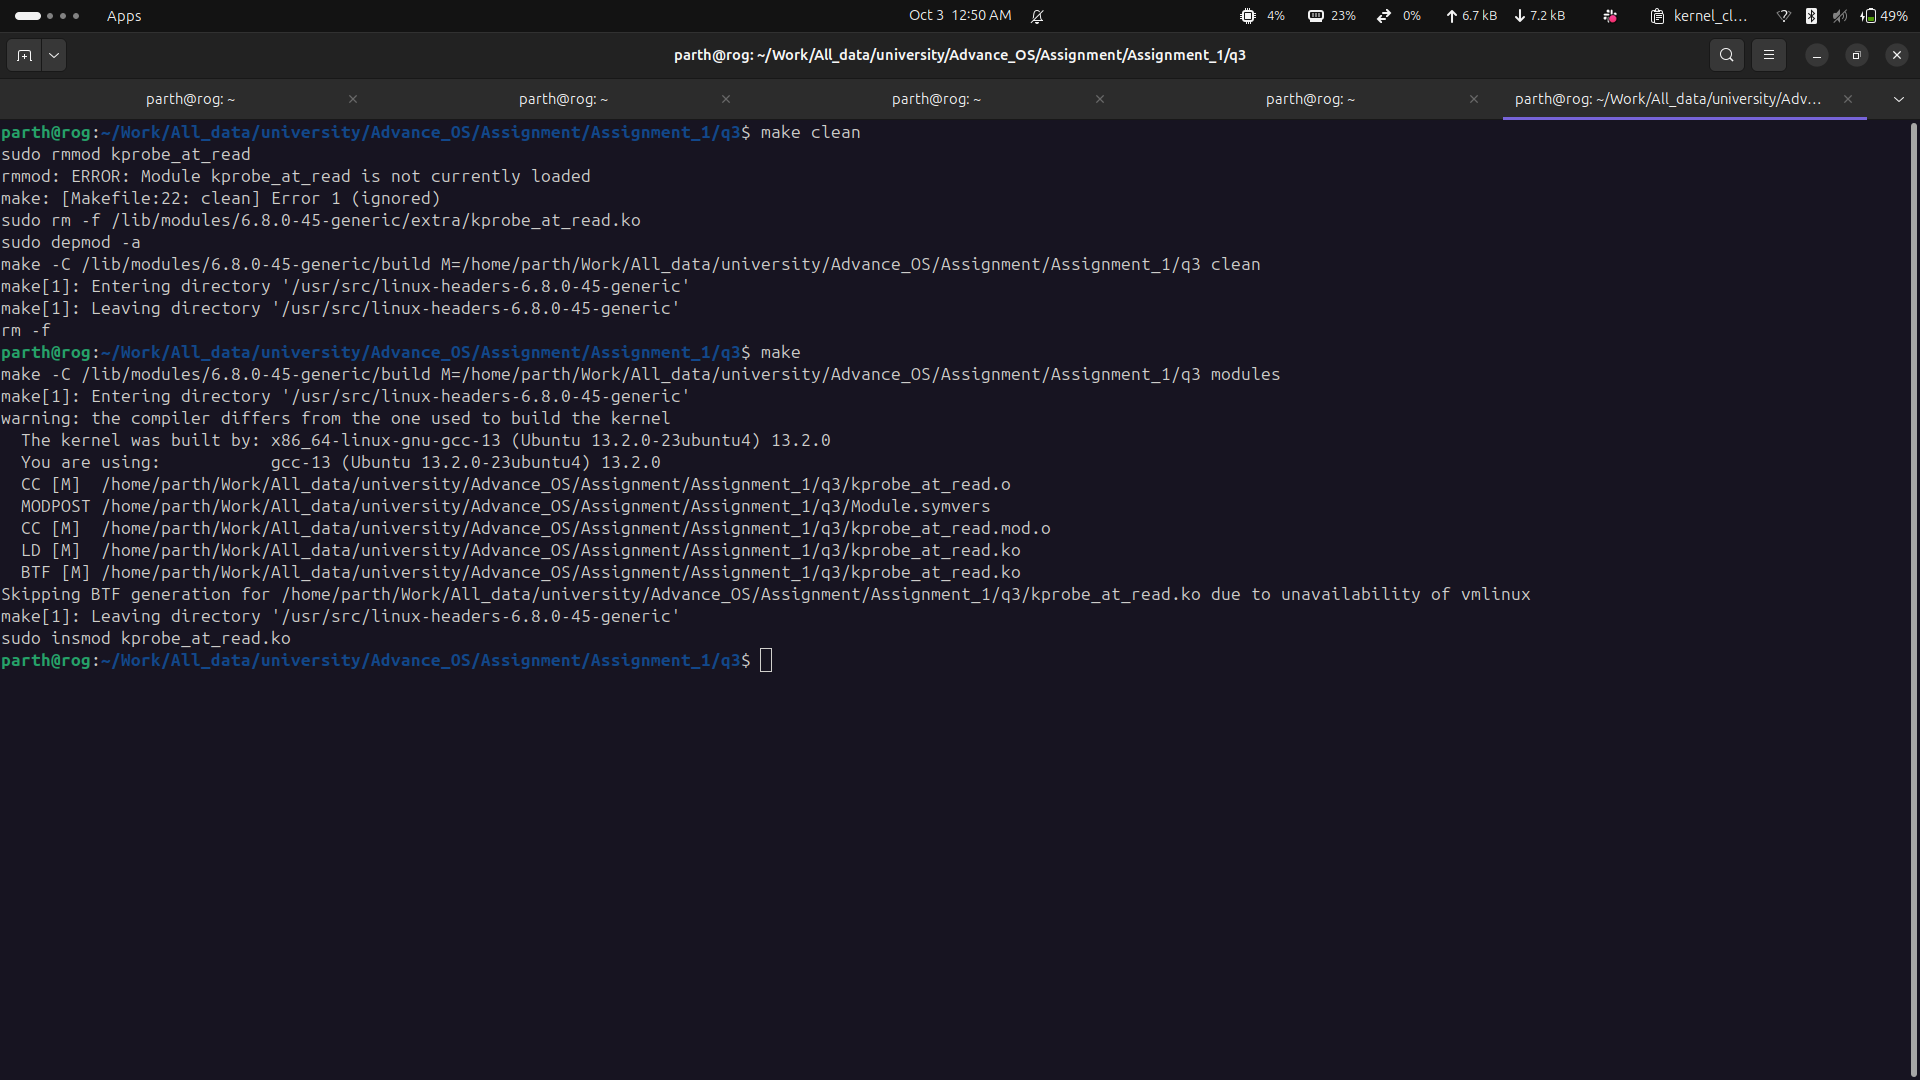 Apps
Oct 3 12:50 AM
4%
23%
0%
6.7 kB
7.2 kB
kernel_cl...
49%
parth@rog: ~/Work/All_data/university/Advance_OS/Assignment/Assignment_1/q3
parth@rog: ~
parth@rog: ~
parth@rog: ~
parth@rog: ~
parth@rog: ~/Work/All_data/university/Adv...
parth@rog:~/Work/All_data/university/Advance_OS/Assignment/Assignment_1/q3$ make clean
sudo rmmod kprobe_at_read
rmmod: ERROR: Module kprobe_at_read is not currently loaded
make: [Makefile:22: clean] Error 1 (ignored)
sudo rm -f /lib/modules/6.8.0-45-generic/extra/kprobe_at_read.ko
sudo depmod -a
make -C /lib/modules/6.8.0-45-generic/build M=/home/parth/Work/All_data/university/Advance_OS/Assignment/Assignment_1/q3 clean
make[1]: Entering directory '/usr/src/linux-headers-6.8.0-45-generic'
make[1]: Leaving directory '/usr/src/linux-headers-6.8.0-45-generic'
rm -f
parth@rog:~/Work/All_data/university/Advance_OS/Assignment/Assignment_1/q3$ make
make -C /lib/modules/6.8.0-45-generic/build M=/home/parth/Work/All_data/university/Advance_OS/Assignment/Assignment_1/q3 modules
make[1]: Entering directory '/usr/src/linux-headers-6.8.0-45-generic'
warning: the compiler differs from the one used to build the kernel
  The kernel was built by: x86_64-linux-gnu-gcc-13 (Ubuntu 13.2.0-23ubuntu4) 13.2.0
  You are using:           gcc-13 (Ubuntu 13.2.0-23ubuntu4) 13.2.0
  CC [M]  /home/parth/Work/All_data/university/Advance_OS/Assignment/Assignment_1/q3/kprobe_at_read.o
  MODPOST /home/parth/Work/All_data/university/Advance_OS/Assignment/Assignment_1/q3/Module.symvers
  CC [M]  /home/parth/Work/All_data/university/Advance_OS/Assignment/Assignment_1/q3/kprobe_at_read.mod.o
  LD [M]  /home/parth/Work/All_data/university/Advance_OS/Assignment/Assignment_1/q3/kprobe_at_read.ko
  BTF [M] /home/parth/Work/All_data/university/Advance_OS/Assignment/Assignment_1/q3/kprobe_at_read.ko
Skipping BTF generation for /home/parth/Work/All_data/university/Advance_OS/Assignment/Assignment_1/q3/kprobe_at_read.ko due to unavailability of vmlinux
make[1]: Leaving directory '/usr/src/linux-headers-6.8.0-45-generic'
sudo insmod kprobe_at_read.ko
parth@rog:~/Work/All_data/university/Advance_OS/Assignment/Assignment_1/q3$